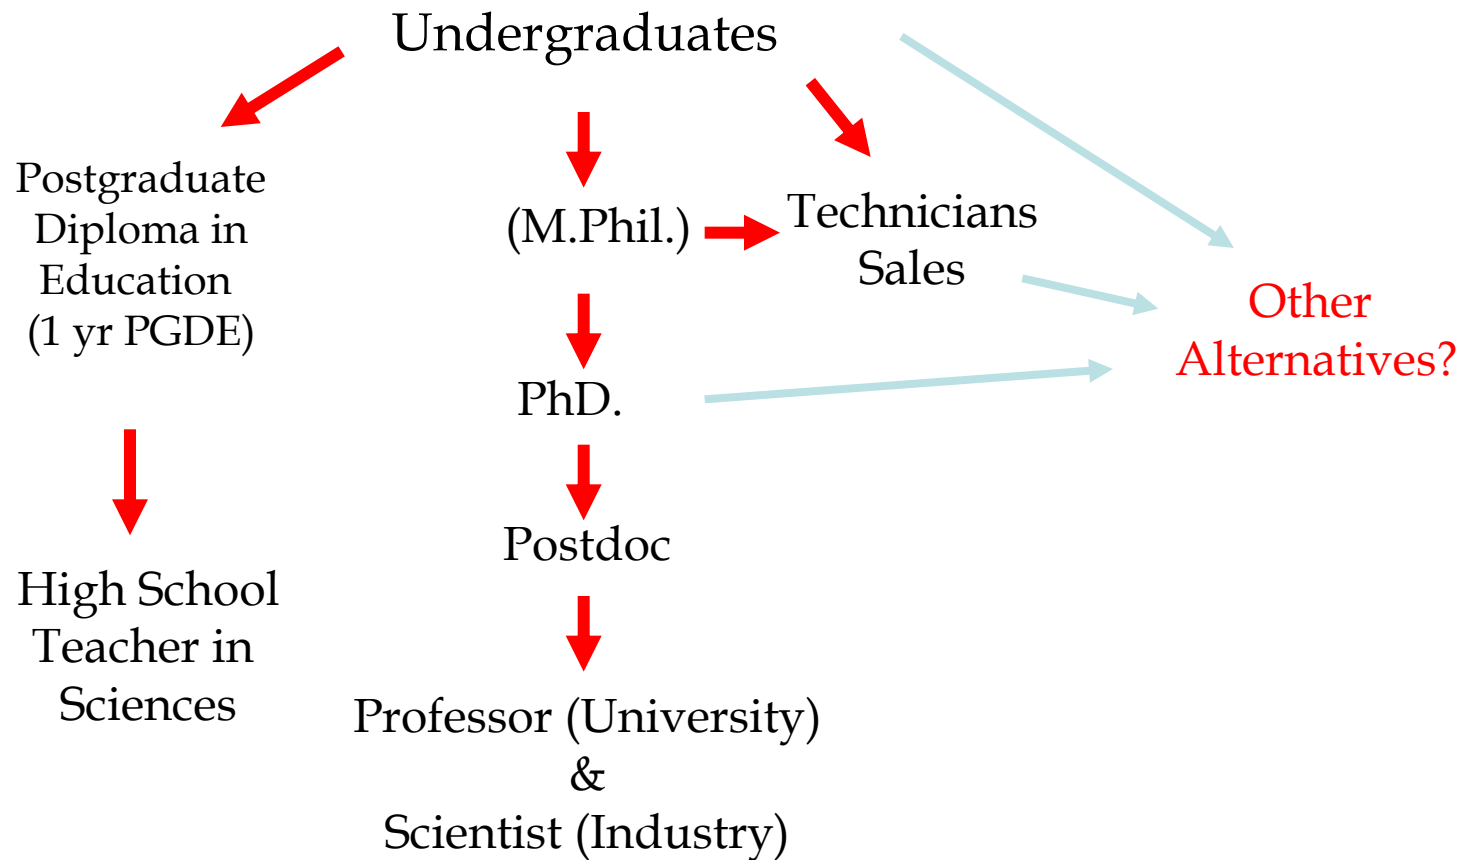 Undergraduates
Postgraduate
Diploma in
Education
(1 yr PGDE)
(M.Phil.)
Technicians
Sales
Other
Alternatives?
PhD.
Postdoc
High School
Teacher in
Sciences
Professor (University)
&
Scientist (Industry)